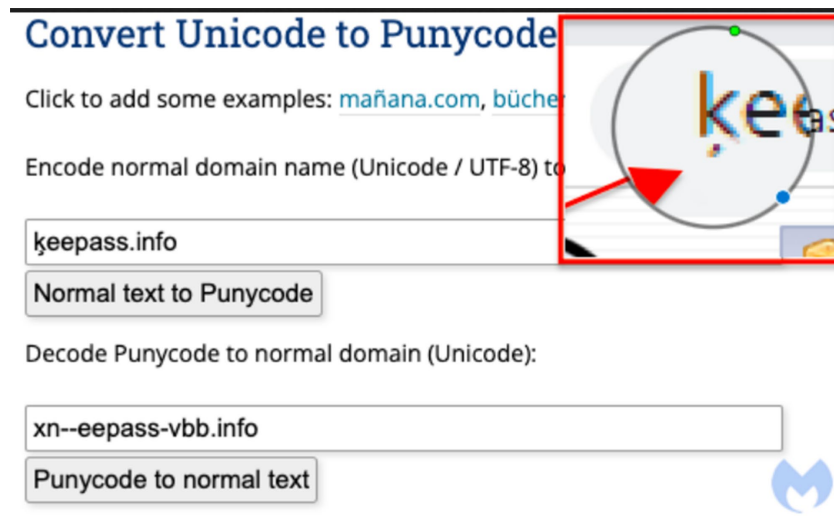 Convert Unicode to Punycode
Click to add some examples: mañana.com, büche
Encode normal domain name (Unicode / UTF-8) to
ķeepass.info
Normal text to Punycode
Decode Punycode to normal domain (Unicode):
xn--eepass-vbb.info
Punycode to normal text
ķeeas